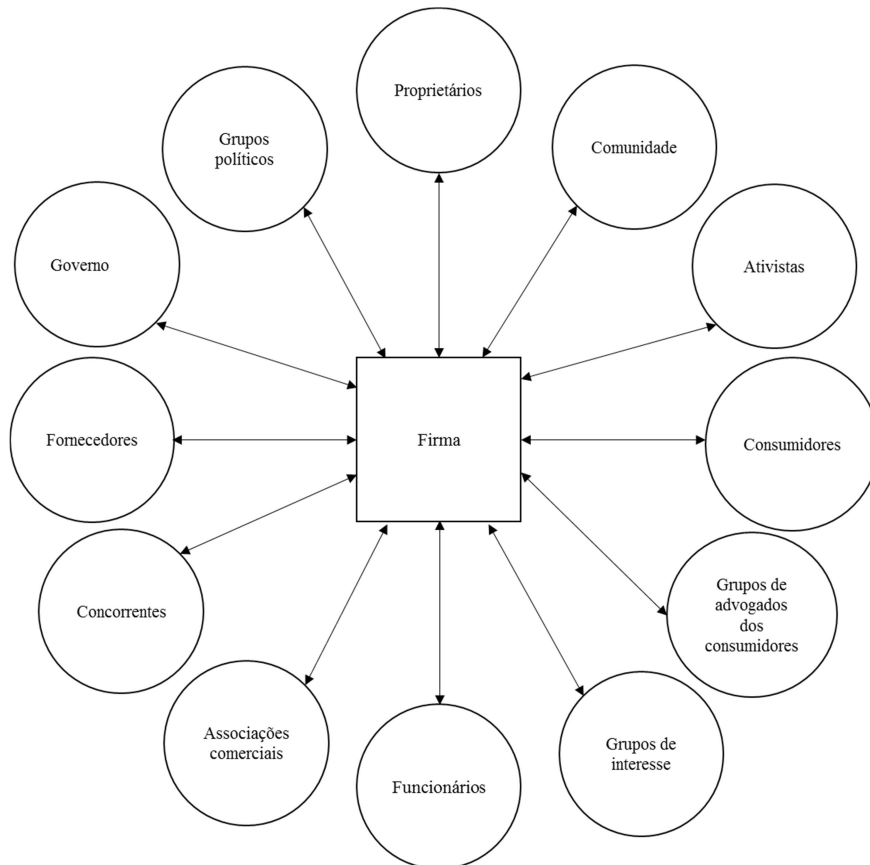 Proprietários
Grupos
políticos
Comunidade
Governo
Ativistas
Fornecedores
Firma
Consumidores
Concorrentes
Grupos de
advogados
dos
consumidores
Associações
comerciais
Funcionários
Grupos de
interesse